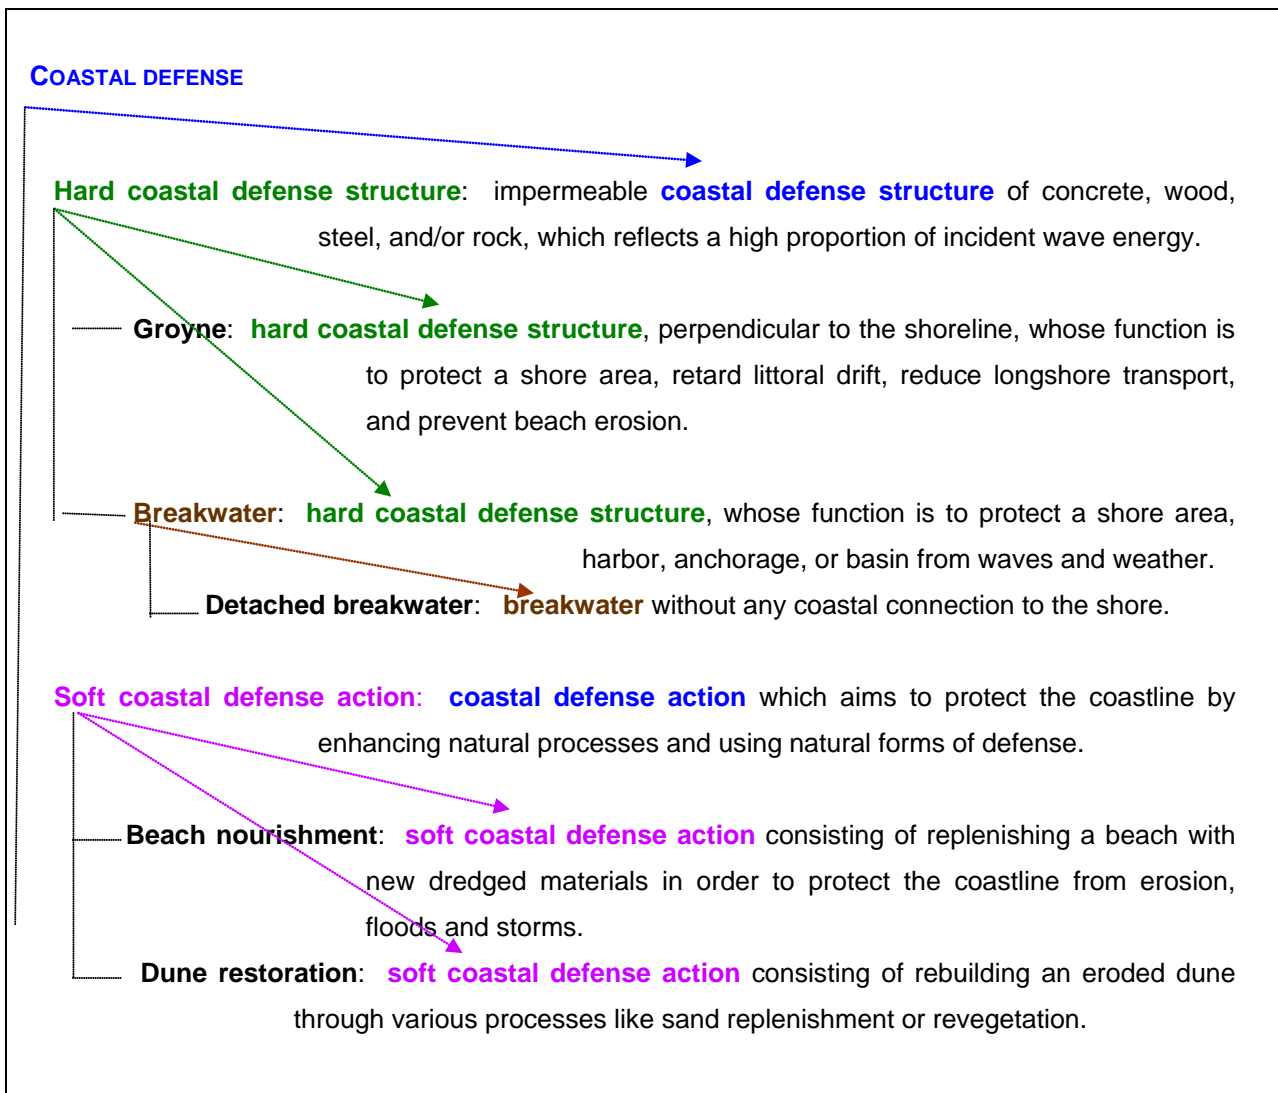 COASTAL DEFENSE
Hard coastal defense structure: impermeable coastal defense structure of concrete, wood,
steel, and/or rock, which reflects a high proportion of incident wave energy.
Groyne: hard coastal defense structure, perpendicular to the shoreline, whose function is
to protect a shore area, retard littoral drift, reduce longshore transport,
and prevent beach erosion.
Breakwater: hard coastal defense structure, whose function is to protect a shore area,
harbor, anchorage, or basin from waves and weather.
Detached breakwater: breakwater without any coastal connection to the shore.
Soft coastal defense action: coastal defense action which aims to protect the coastline by
enhancing natural processes and using natural forms of defense.
Beach nourishment: soft coastal defense action consisting of replenishing a beach with
new dredged materials in order to protect the coastline from erosion,
floods and storms.
Dune restoration: soft coastal defense action consisting of rebuilding an eroded dune
through various processes like sand replenishment or revegetation.